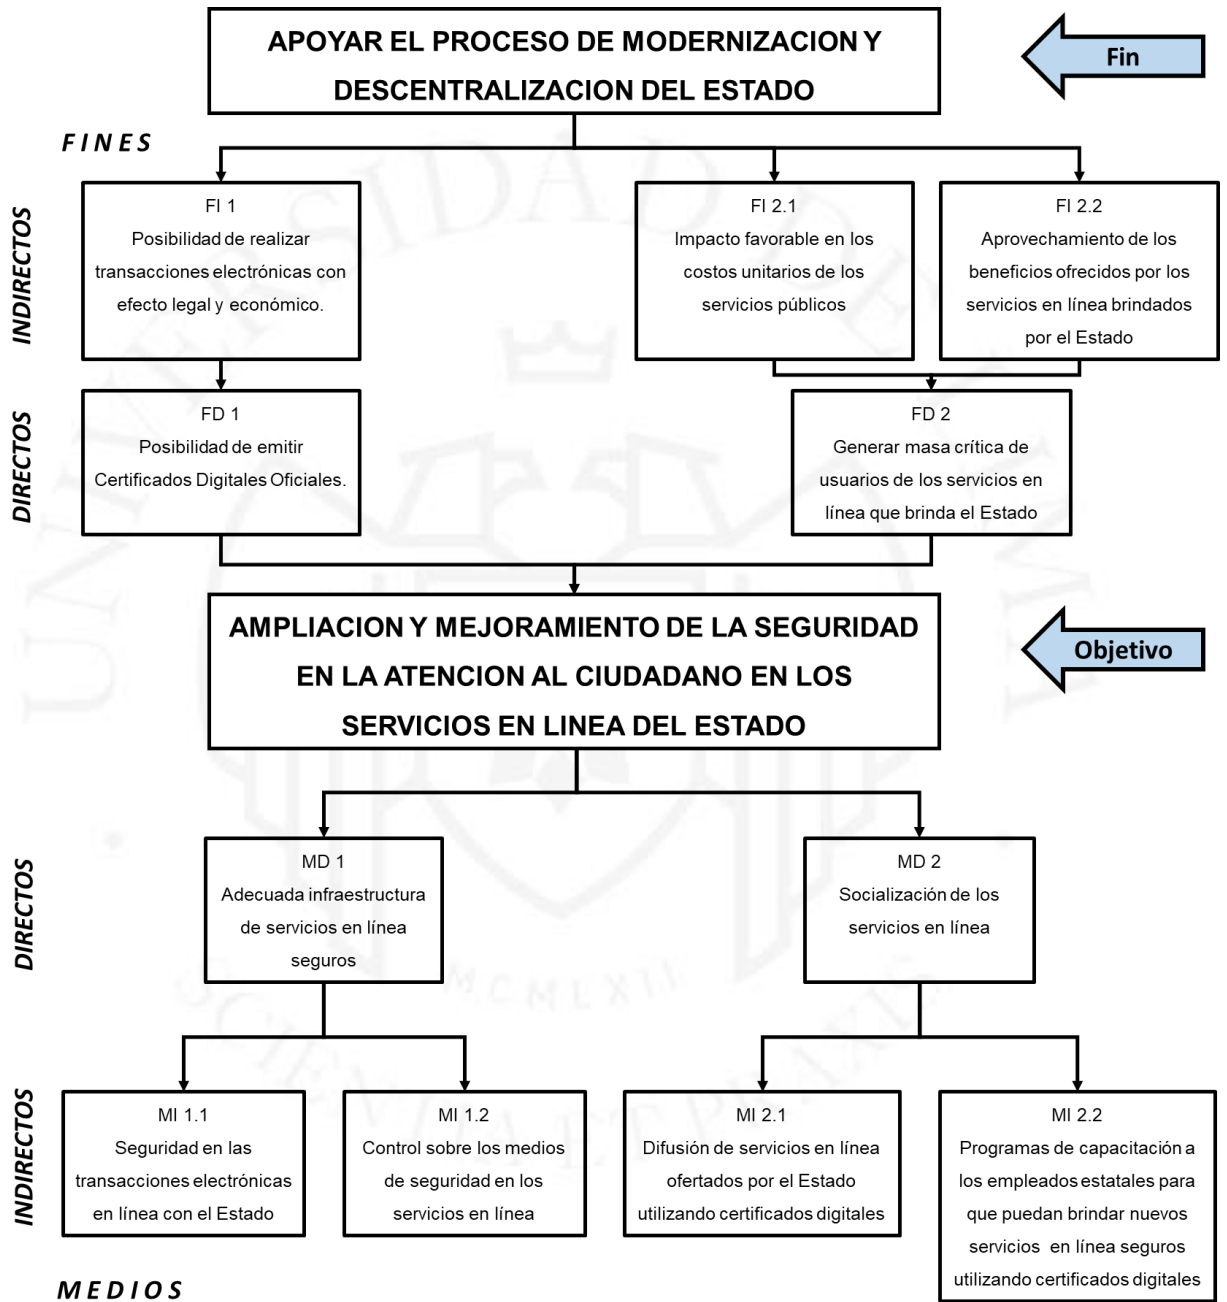 APOYAR EL PROCESO DE MODERNIZACION Y
DESCENTRALIZACION DEL ESTADO
Fin
FINES
INDIRECTOS
FI 1
Posibilidad de realizar
transacciones electrónicas con
efecto legal y económico.
FI 2.1
Impacto favorable en los
costos unitarios de los
servicios públicos
FI 2.2
Aprovechamiento de los
beneficios ofrecidos por los
servicios en línea brindados
por el Estado
DIRECTOS
FD 1
Posibilidad de emitir
Certificados Digitales Oficiales.
FD 2
Generar masa crítica de
usuarios de los servicios en
línea que brinda el Estado
AMPLIACION Y MEJORAMIENTO DE LA SEGURIDAD
EN LA ATENCION AL CIUDADANO EN LOS
SERVICIOS EN LINEA DEL ESTADO
Objetivo
DIRECTOS
MD 1
Adecuada infraestructura
de servicios en línea
seguros
MD 2
Socialización de los
servicios en línea
INDIRECTOS
MI 1.1
Seguridad en las
transacciones electrónicas
en línea con el Estado
MI 1.2
Control sobre los medios
de seguridad en los
servicios en línea
MI 2.1
Difusión de servicios en línea
ofertados por el Estado
utilizando certificados digitales
MI 2.2
Programas de capacitación a
los empleados estatales para
que puedan brindar nuevos
servicios en línea seguros
utilizando certificados digitales
MEDIOS
UNIVERSIDAD DE LIMA
MCMLXII
SCIENTIA ET PRAXIS